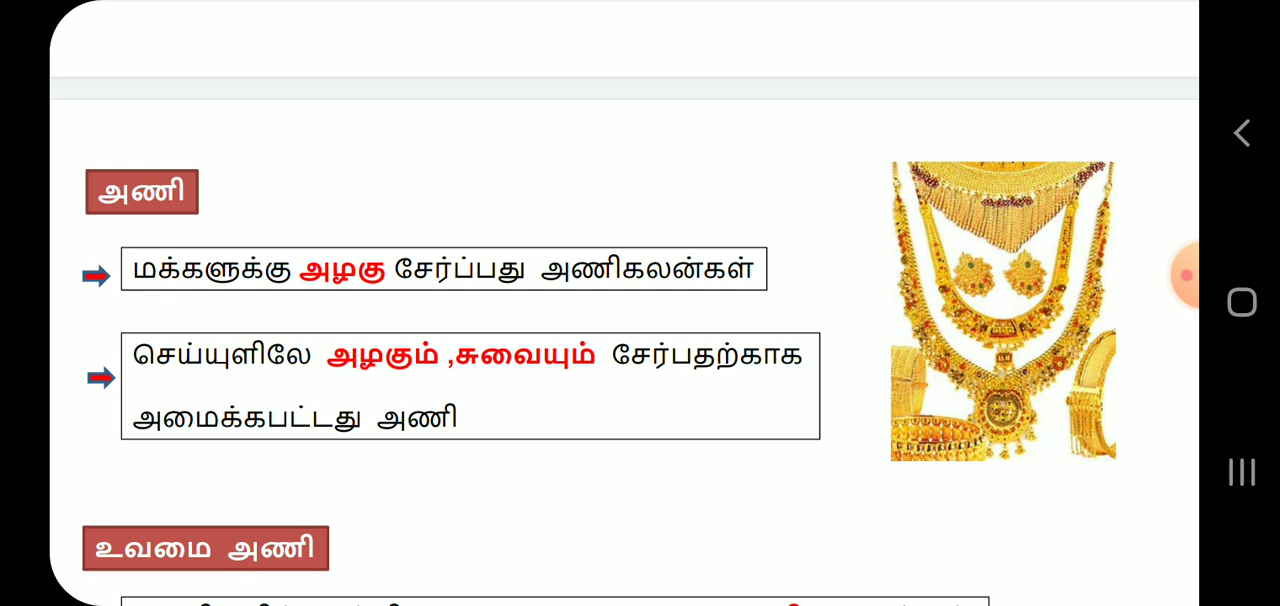 அணி
மக்களுக்கு அழகு சேர்ப்பது அணிகலன்கள்
செய்யுளிலே அழகும் ,சுவையும் சேர்பதற்காக
அமைக்கபட்டது அணி
உவமை அணி